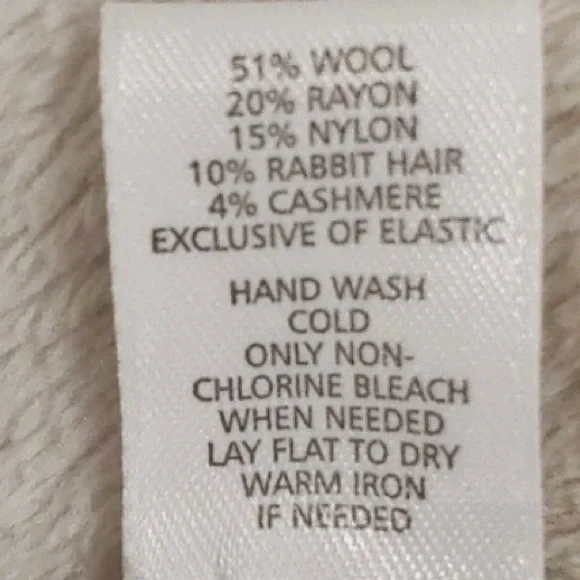 51% WOOL
20% RAYON
15% NYLON
10% RABBIT HAIR
4% CASHMERE
EXCLUSIVE OF ELASTIC
HAND WASH
COLD
ONLY NON-
CHLORINE BLEACH
WHEN NEEDED
LAY FLAT TO DRY
WARM IRON
IF NEEDED